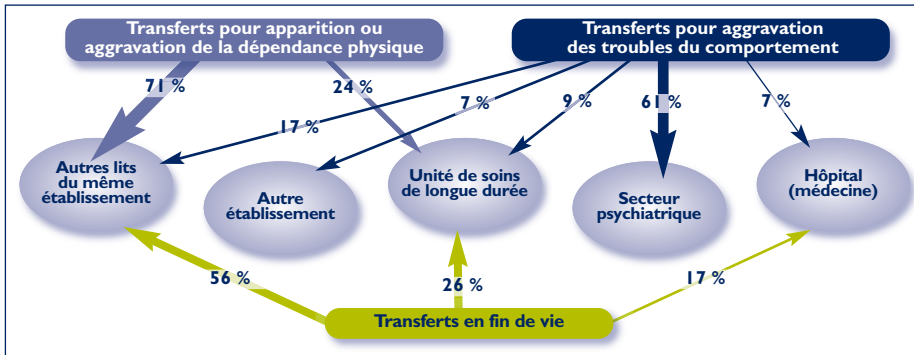 Transferts pour apparition ou
aggravation de la dépendance physique
Transferts pour aggravation
des troubles du comportement
71 %
24 %
17 %
7 %
9 %
61 %
7 %
Autres lits
du même
établissement
Autre
établissement
Unité de soins
de longue durée
Secteur
psychiatrique
Hôpital
(médecine)
56 %
26 %
17 %
Transferts en fin de vie